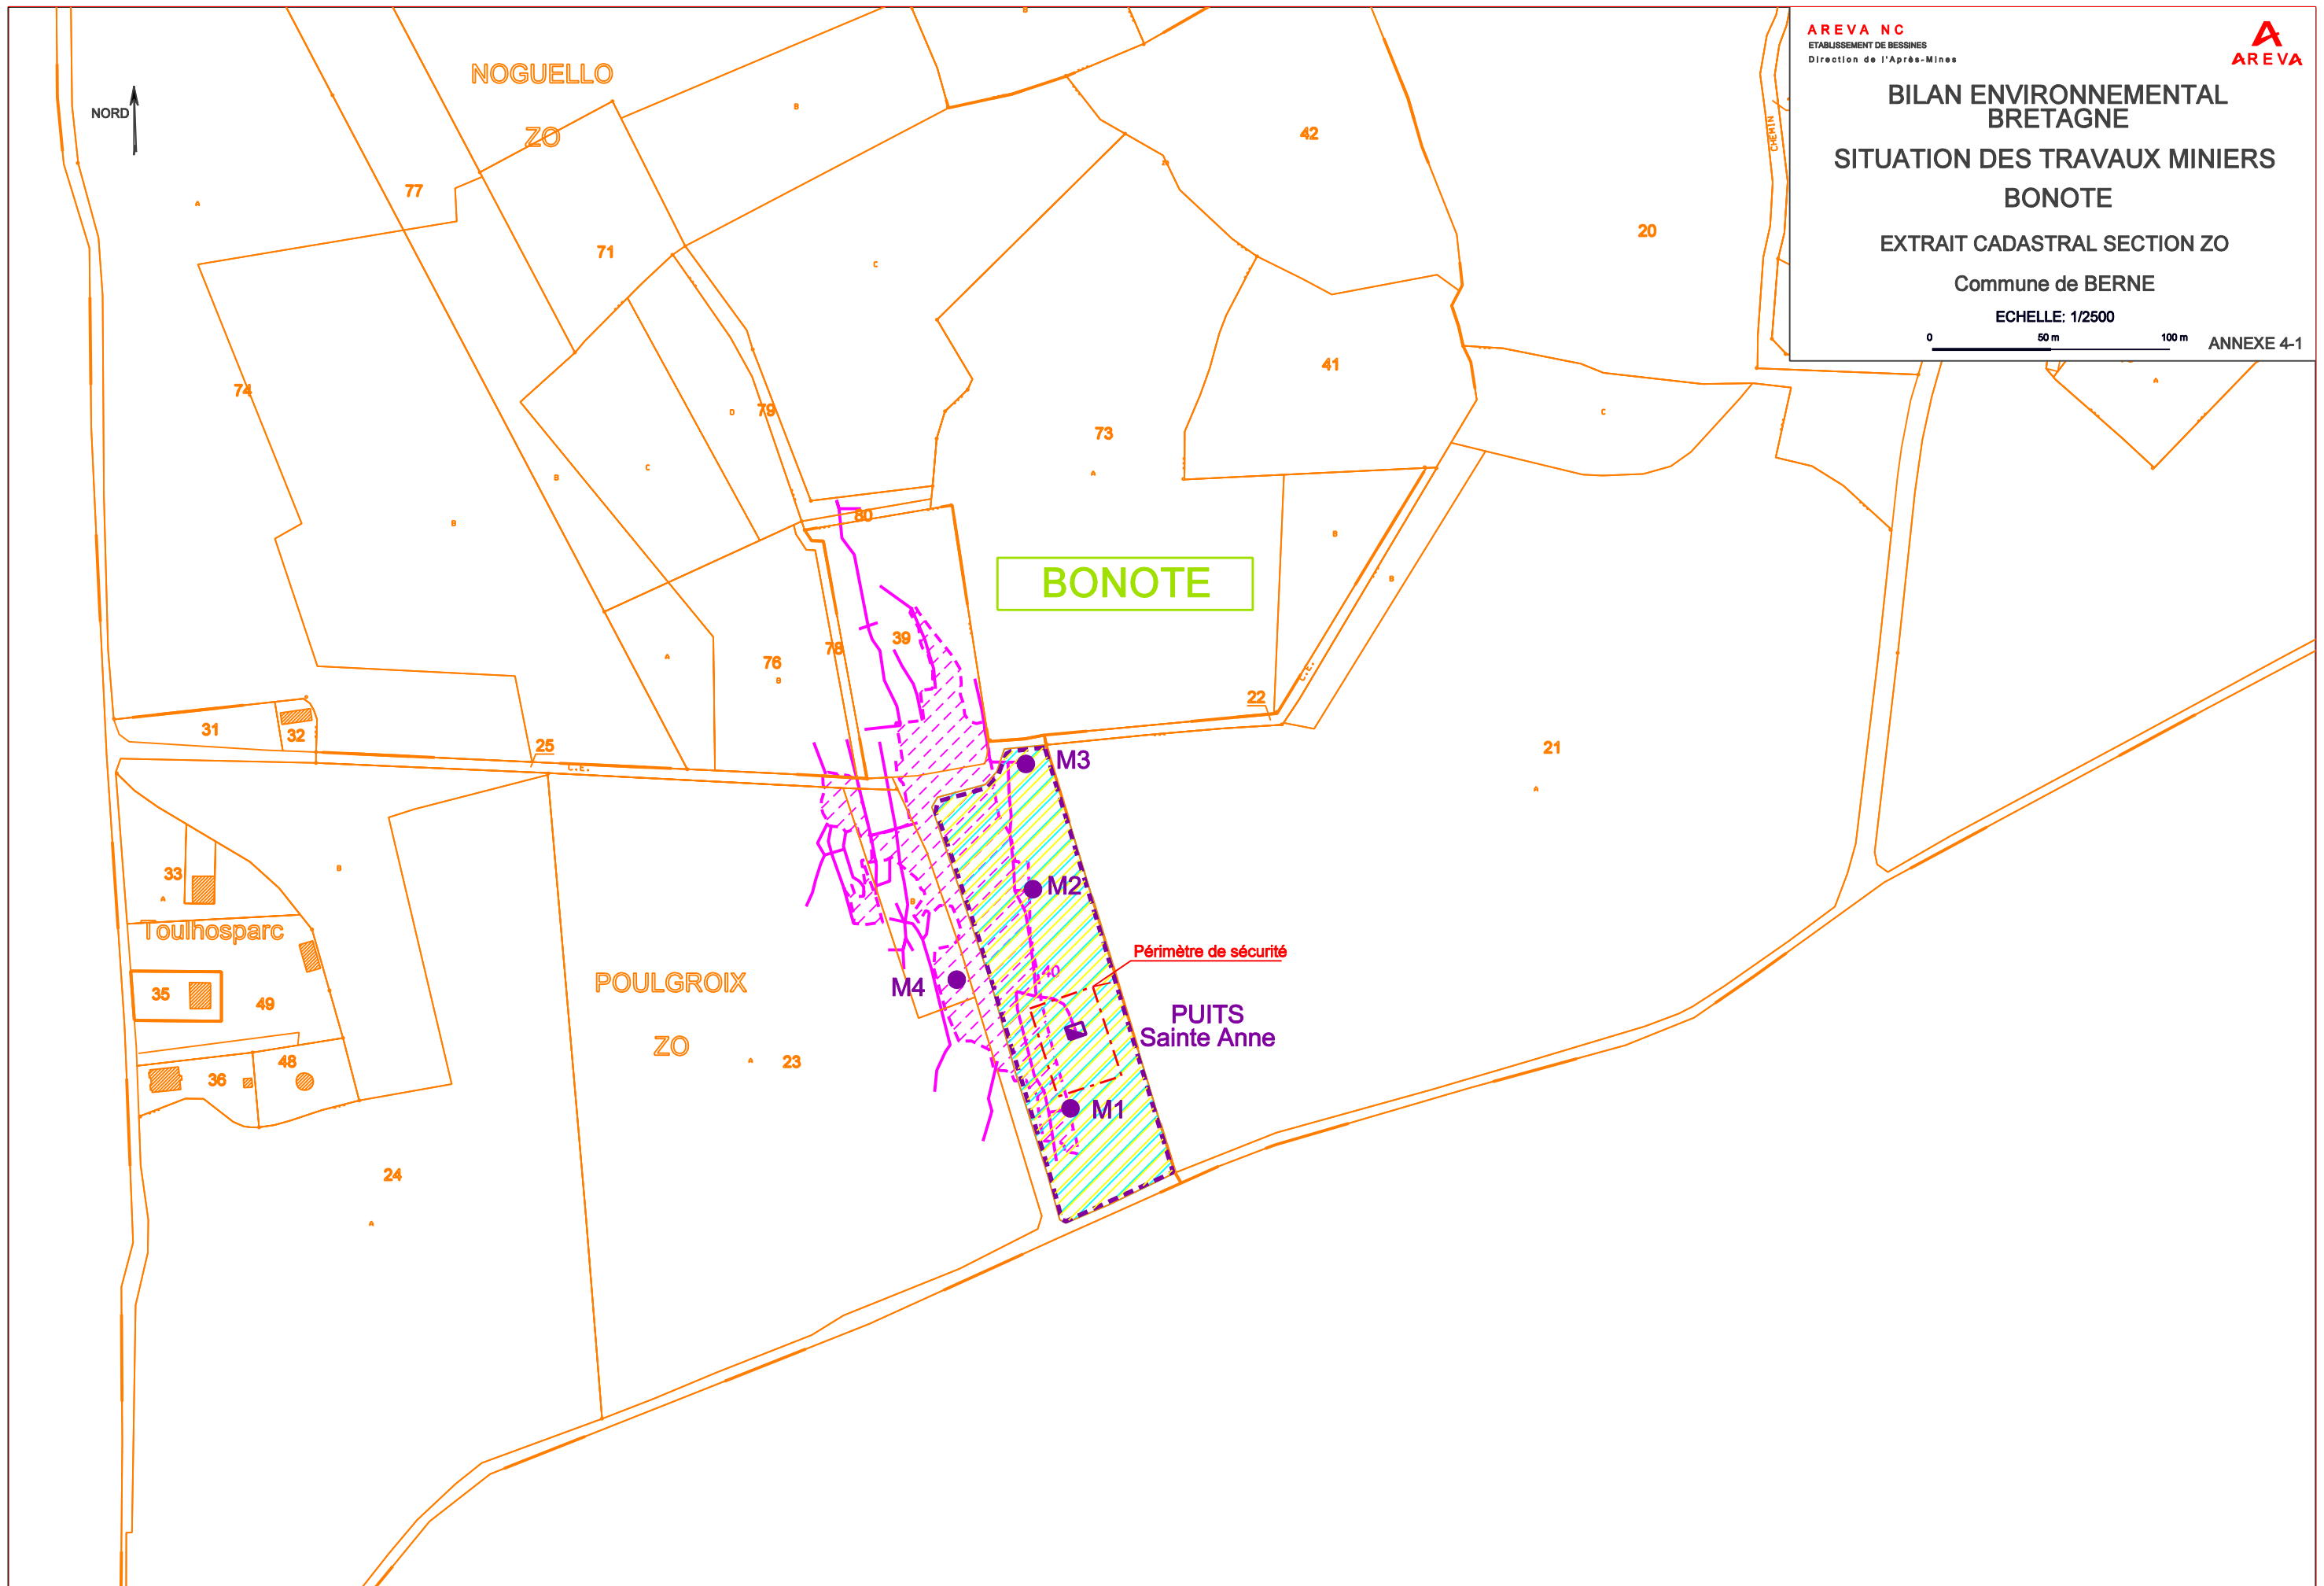 AREVA NC
ETABLISSEMENT DE BESSINES
Direction de l'Après-Mines
AREVA
BILAN ENVIRONNEMENTAL
BRETAGNE
SITUATION DES TRAVAUX MINIERS
BONOTE
EXTRAIT CADASTRAL SECTION ZO
Commune de BERNE
ECHELLE: 1/2500
0 50 m 100 m
ANNEXE 4-1
NORD
NOGUELLO
ZO
CHEMIN
B
B
42
77
A
20
71
C
74
79
D
41
C
A
73
C
B
A
B
80
B
BONOTE
B
39
78
76
A
B
C.E.
22
31
32
25
C.E.
21
M3
A
33
B
A
M2
B
Toulhosparc
Périmètre de sécurité
40
POULGROIX
M4
35
49
PUITS
Sainte Anne
ZO
48
36
A
23
M1
24
A